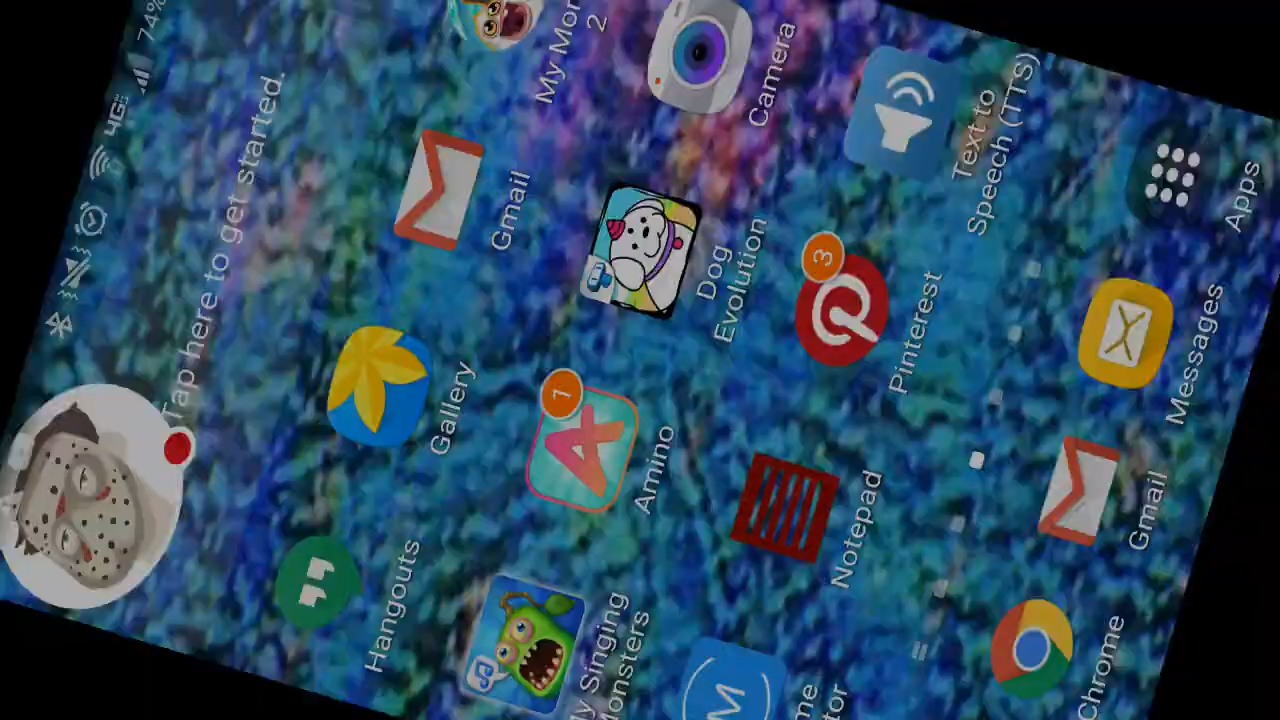 74%
4G
Tap here to get started.
Hangouts
Gallery
Gmail
My
2
Singing
Amino
1
Dog
Evolution
Camera
Notepad
Pinterest
3
Text to
Speech (TTS)
Chrome
Gmail
Messages
Apps